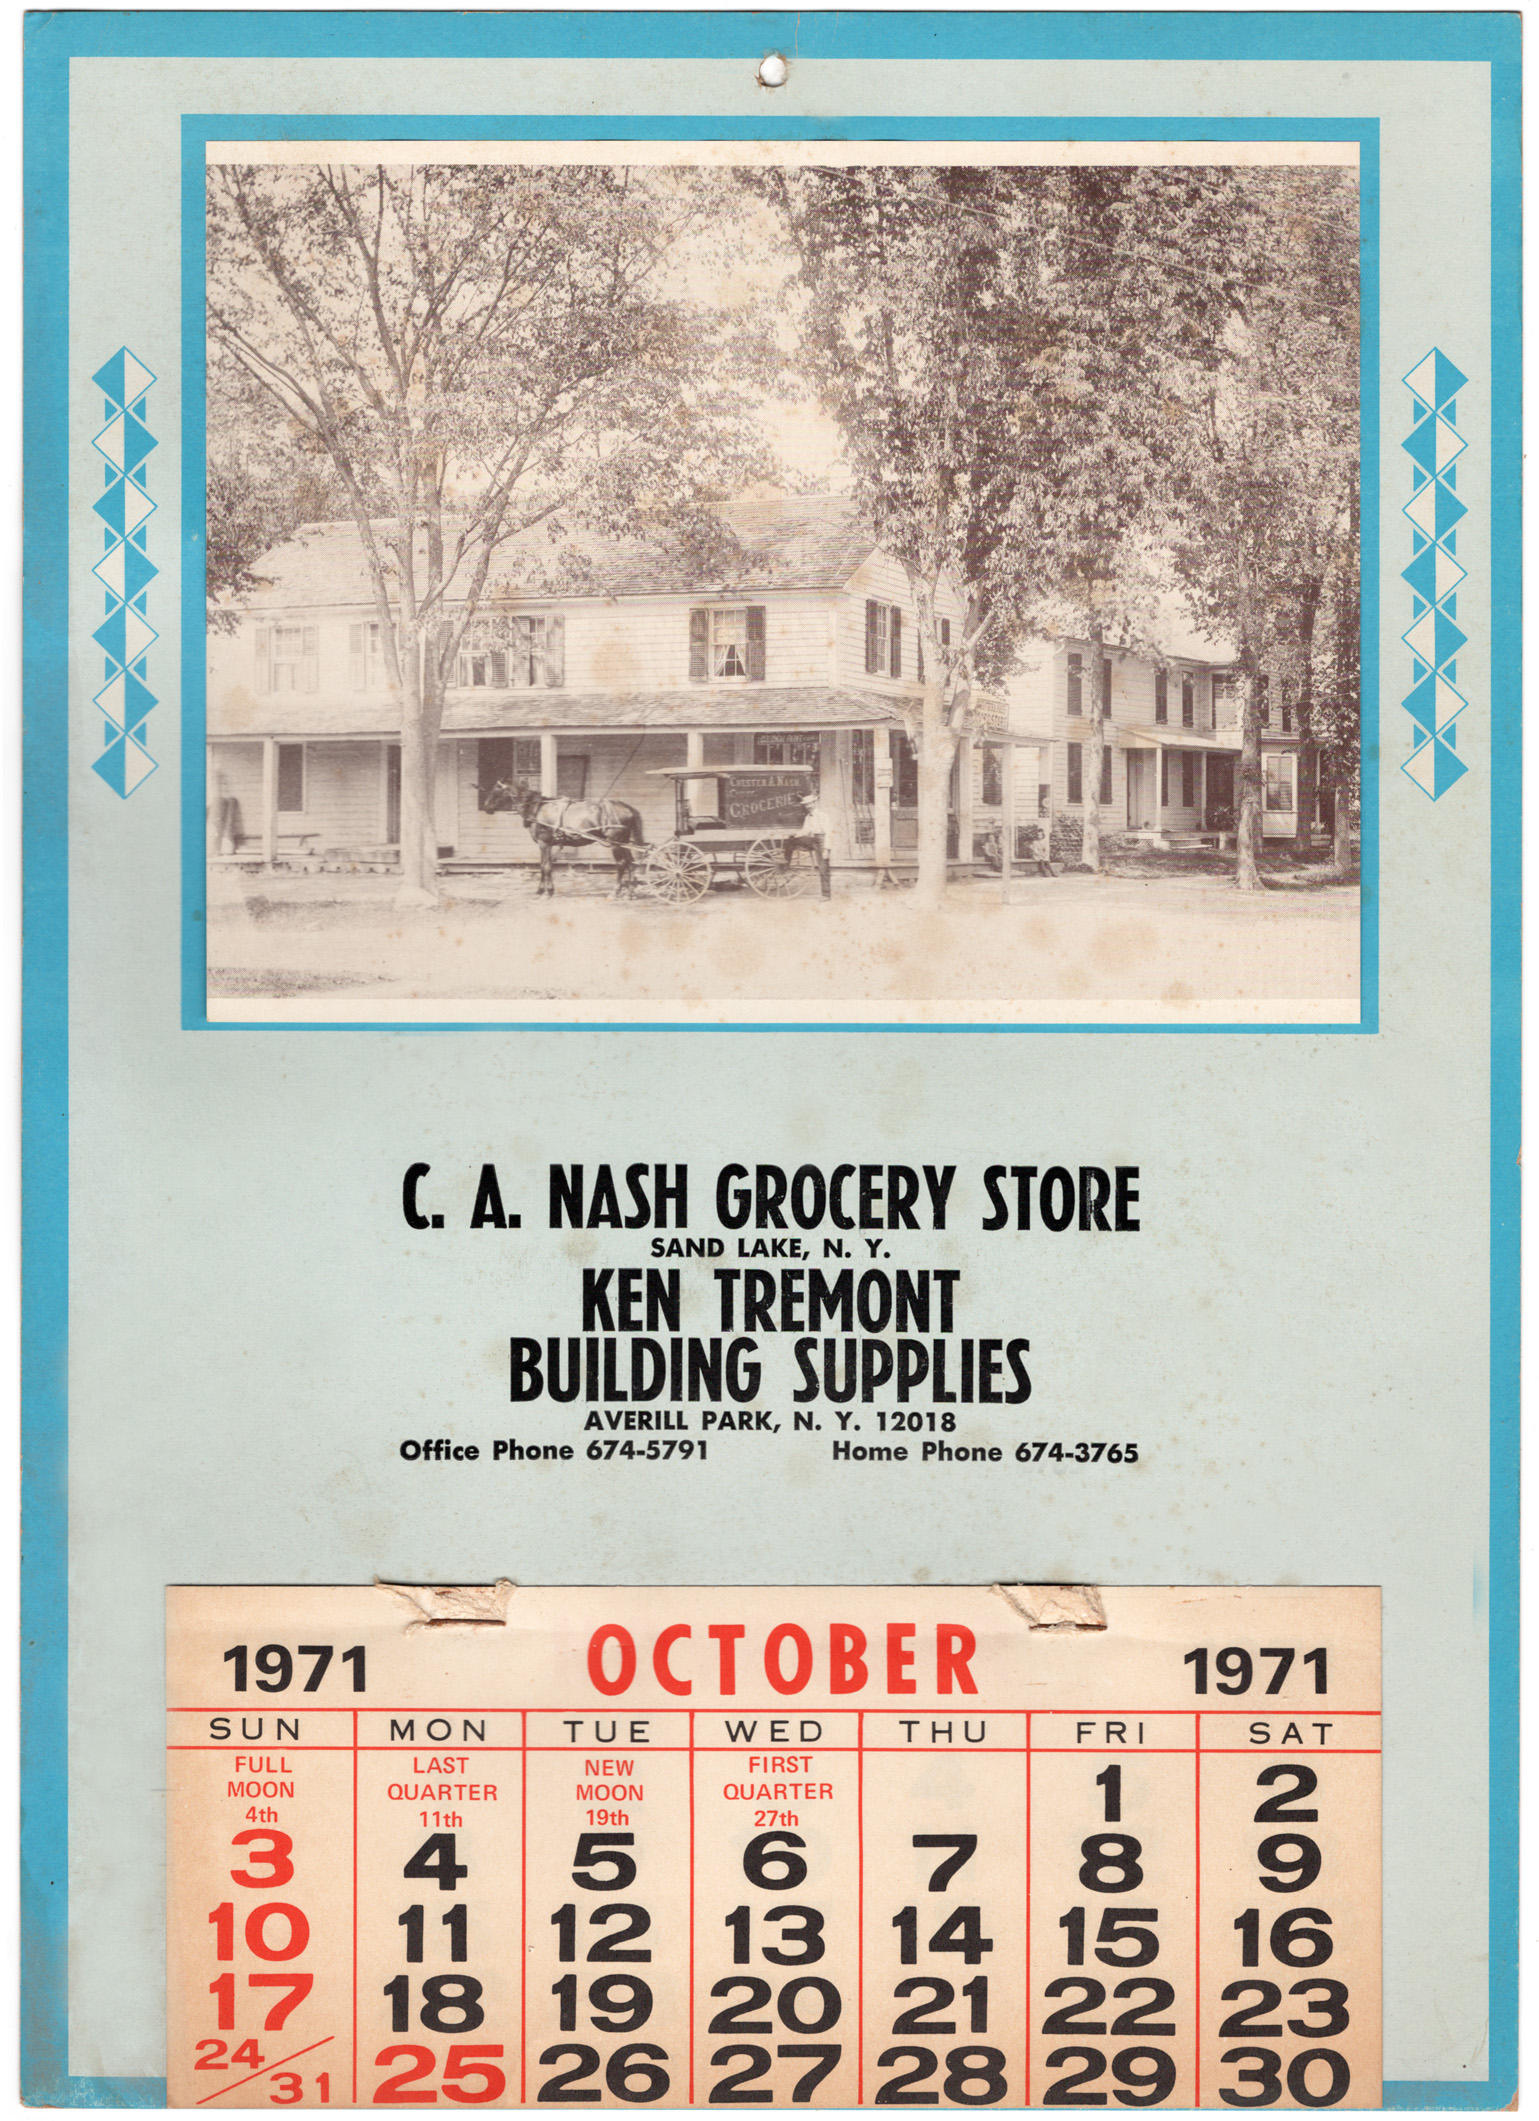 CHESTER A. NASH
GROCERIES
C. A. NASH GROCERY STORE
SAND LAKE, N. Y.
KEN TREMONT
BUILDING SUPPLIES
AVERILL PARK, N. Y. 12018
Office Phone 674-5791 Home Phone 674-3765
1971 OCTOBER 1971
SUN MON TUE WED THU FRI SAT
FULL MOON 4th LAST QUARTER 11th NEW MOON 19th FIRST QUARTER 27th 1 2
3 4 5 6 7 8 9
10 11 12 13 14 15 16
17 18 19 20 21 22 23
24/31 25 26 27 28 29 30